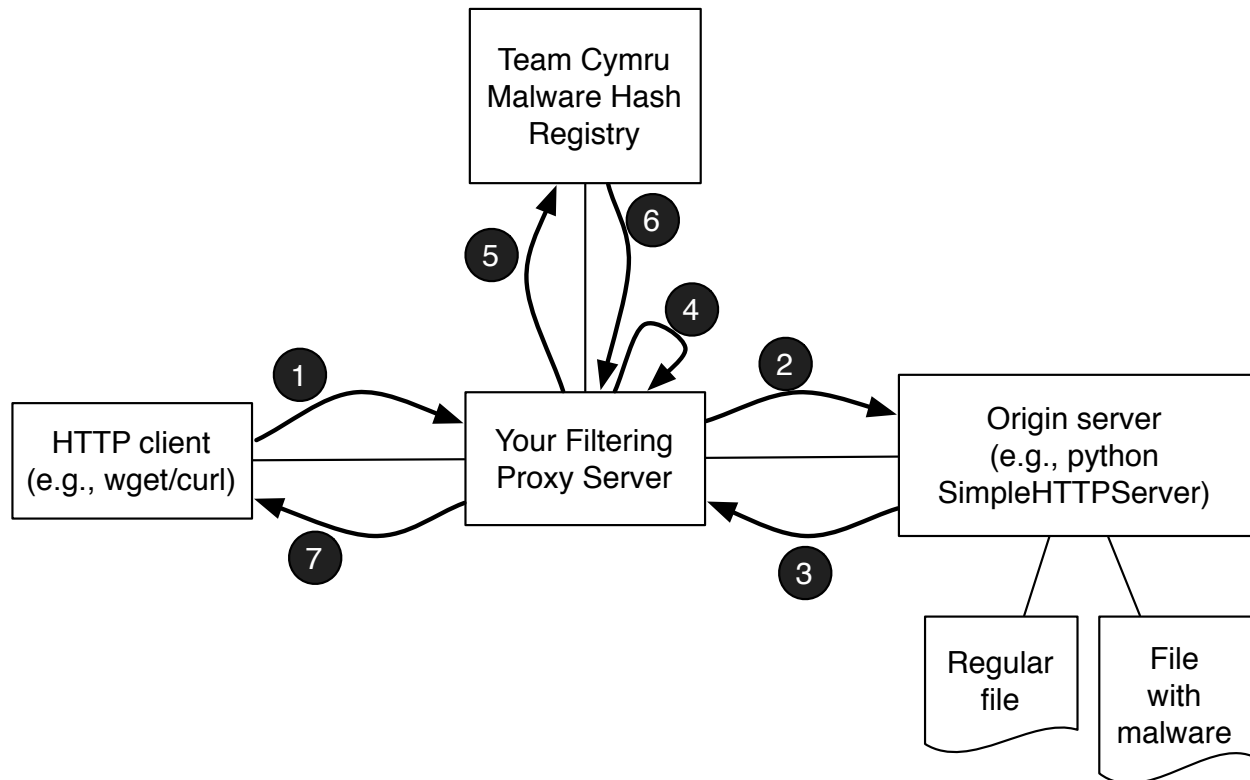 Team Cymru
Malware Hash
Registry
6
5
4
1
2
HTTP client
(e.g., wget/curl)
Your Filtering
Proxy Server
Origin server
(e.g., python
SimpleHTTPServer)
7
3
Regular
file
File
with
malware